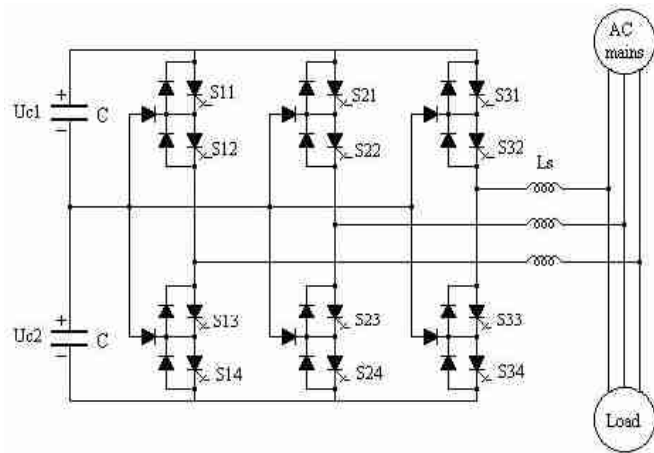 AC
mains
S11
S21
S31
+
Uc1
C
−
S12
S22
S32
Ls
+
Uc2
C
−
S13
S23
S33
S14
S24
S34
Load